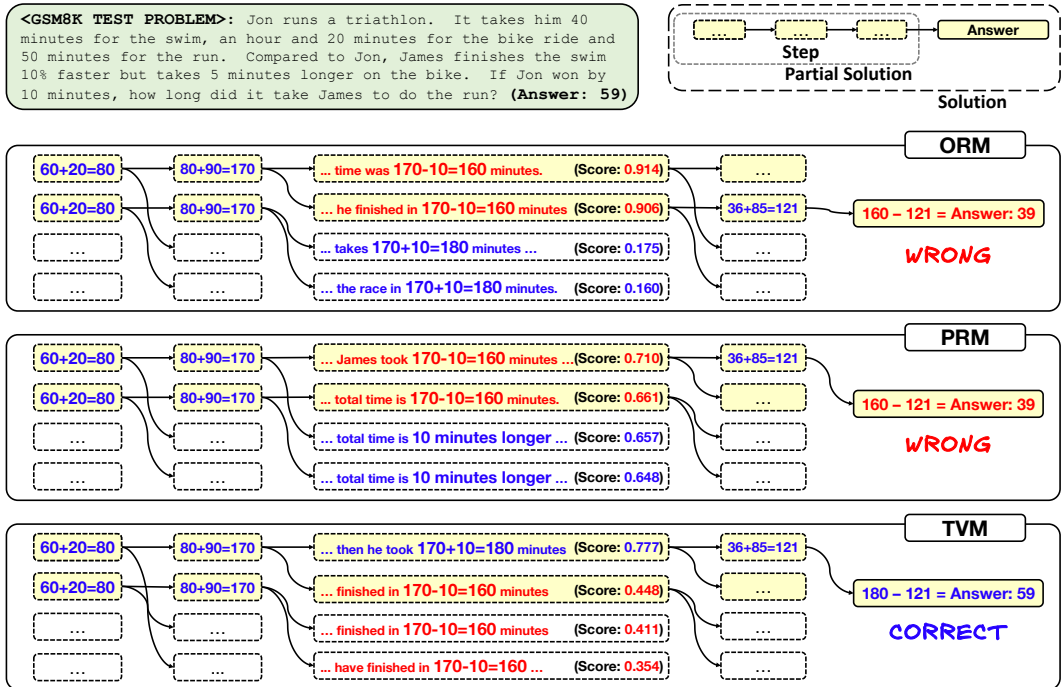 <GSM8K TEST PROBLEM>: Jon runs a triathlon. It takes him 40
minutes for the swim, an hour and 20 minutes for the bike ride and
50 minutes for the run. Compared to Jon, James finishes the swim
10% faster but takes 5 minutes longer on the bike. If Jon won by
10 minutes, how long did it take James to do the run? (Answer: 59)
... ... ... Answer
Step
Partial Solution
Solution
ORM
60+20=80 80+90=170 ... time was 170-10=160 minutes. (Score: 0.914) ...
60+20=80 80+90=170 ... he finished in 170-10=160 minutes (Score: 0.906) 36+85=121 160 – 121 = Answer: 39
... ... ... takes 170+10=180 minutes ... (Score: 0.175) ...
WRONG
... ... ... the race in 170+10=180 minutes. (Score: 0.160) ...
PRM
60+20=80 80+90=170 ... James took 170-10=160 minutes ...(Score: 0.710) 36+85=121
60+20=80 80+90=170 ... total time is 170-10=160 minutes. (Score: 0.661) ... 160 – 121 = Answer: 39
... ... ... total time is 10 minutes longer ... (Score: 0.657) ...
WRONG
... ... ... total time is 10 minutes longer ... (Score: 0.648) ...
TVM
60+20=80 80+90=170 ... then he took 170+10=180 minutes (Score: 0.777) 36+85=121
60+20=80 80+90=170 ... finished in 170-10=160 minutes (Score: 0.448) ... 180 – 121 = Answer: 59
... ... ... finished in 170-10=160 minutes (Score: 0.411) ...
CORRECT
... ... ... have finished in 170-10=160 ... (Score: 0.354) ...